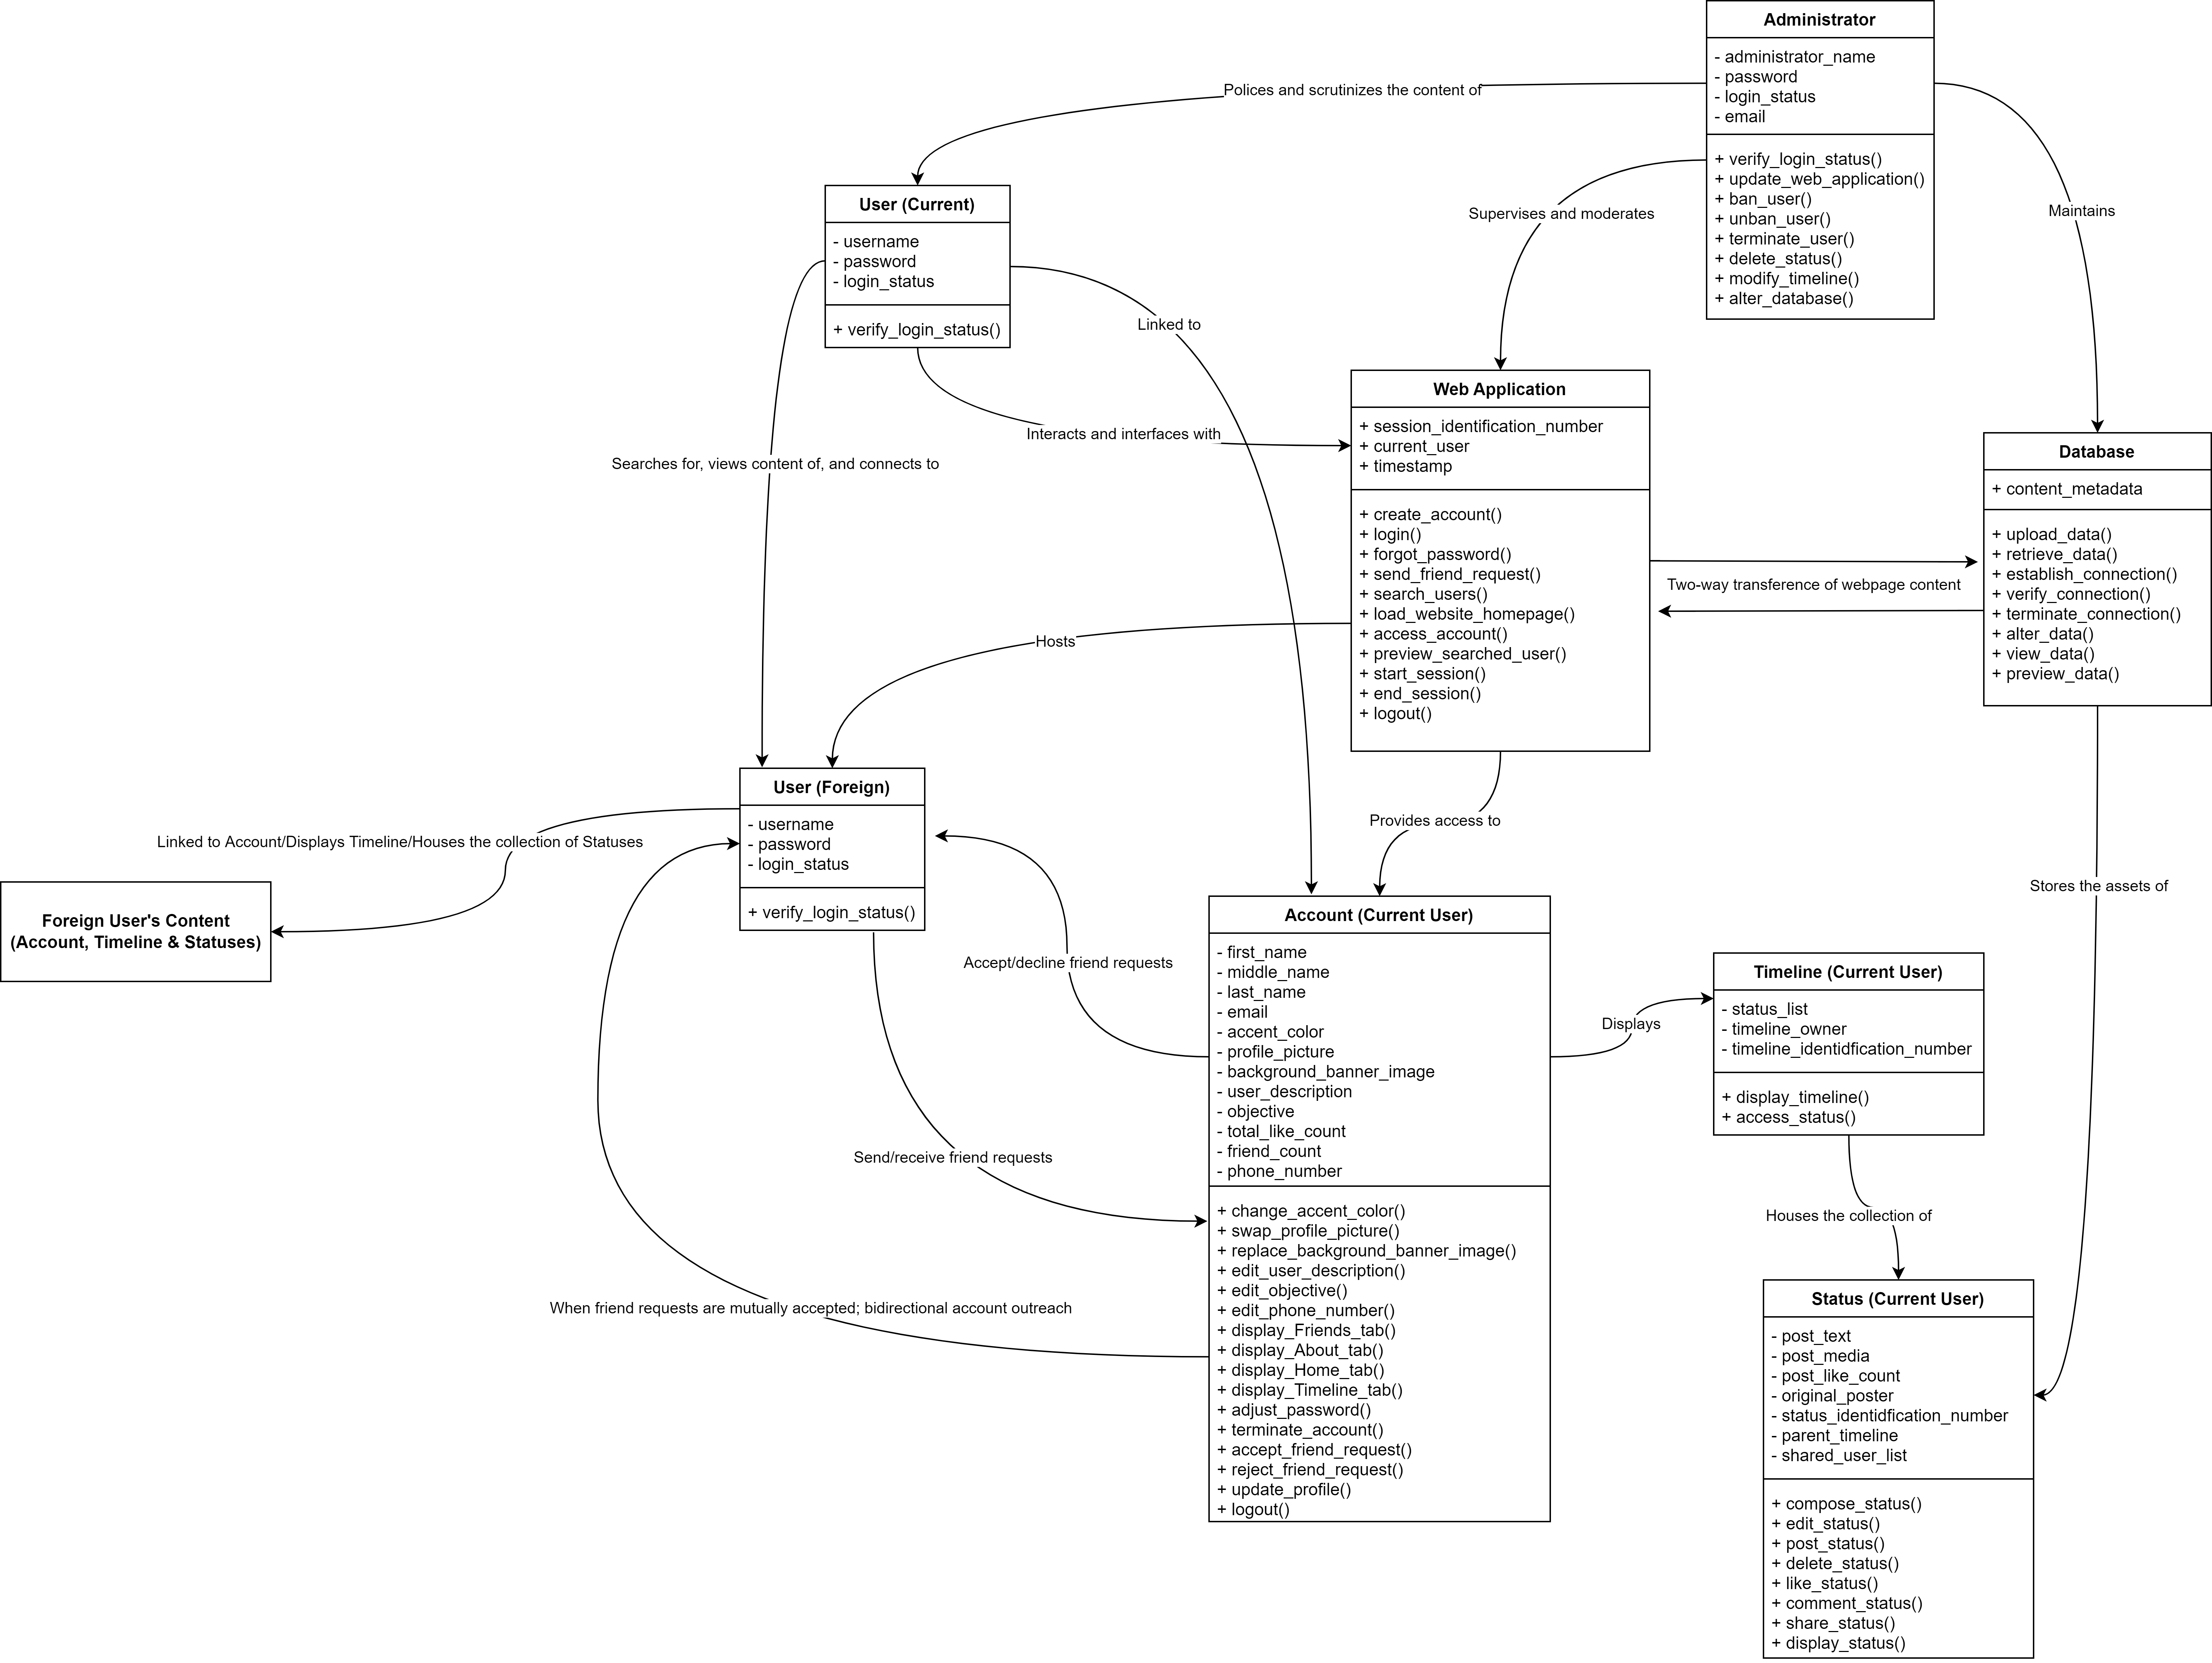 Administrator
- administrator_name
- password
- login_status
- email
+ verify_login_status()
+ update_web_application()
+ ban_user()
+ unban_user()
+ terminate_user()
+ delete_status()
+ modify_timeline()
+ alter_database()
Polices and scrutinizes the content of
Supervises and moderates
Maintains
User (Current)
- username
- password
- login_status
+ verify_login_status()
Linked to
Interacts and interfaces with
Searches for, views content of, and connects to
Web Application
+ session_identification_number
+ current_user
+ timestamp
+ create_account()
+ login()
+ forgot_password()
+ send_friend_request()
+ search_users()
+ load_website_homepage()
+ access_account()
+ preview_searched_user()
+ start_session()
+ end_session()
+ logout()
Two-way transference of webpage content
Database
+ content_metadata
+ upload_data()
+ retrieve_data()
+ establish_connection()
+ verify_connection()
+ terminate_connection()
+ alter_data()
+ view_data()
+ preview_data()
Hosts
Provides access to
Stores the assets of
User (Foreign)
- username
- password
- login_status
+ verify_login_status()
Linked to Account/Displays Timeline/Houses the collection of Statuses
Foreign User's Content
(Account, Timeline & Statuses)
Accept/decline friend requests
Send/receive friend requests
When friend requests are mutually accepted; bidirectional account outreach
Account (Current User)
- first_name
- middle_name
- last_name
- email
- accent_color
- profile_picture
- background_banner_image
- user_description
- objective
- total_like_count
- friend_count
- phone_number
+ change_accent_color()
+ swap_profile_picture()
+ replace_background_banner_image()
+ edit_user_description()
+ edit_objective()
+ edit_phone_number()
+ display_Friends_tab()
+ display_About_tab()
+ display_Home_tab()
+ display_Timeline_tab()
+ adjust_password()
+ terminate_account()
+ accept_friend_request()
+ reject_friend_request()
+ update_profile()
+ logout()
Displays
Timeline (Current User)
- status_list
- timeline_owner
- timeline_identidfication_number
+ display_timeline()
+ access_status()
Houses the collection of
Status (Current User)
- post_text
- post_media
- post_like_count
- original_poster
- status_identidfication_number
- parent_timeline
- shared_user_list
+ compose_status()
+ edit_status()
+ post_status()
+ delete_status()
+ like_status()
+ comment_status()
+ share_status()
+ display_status()